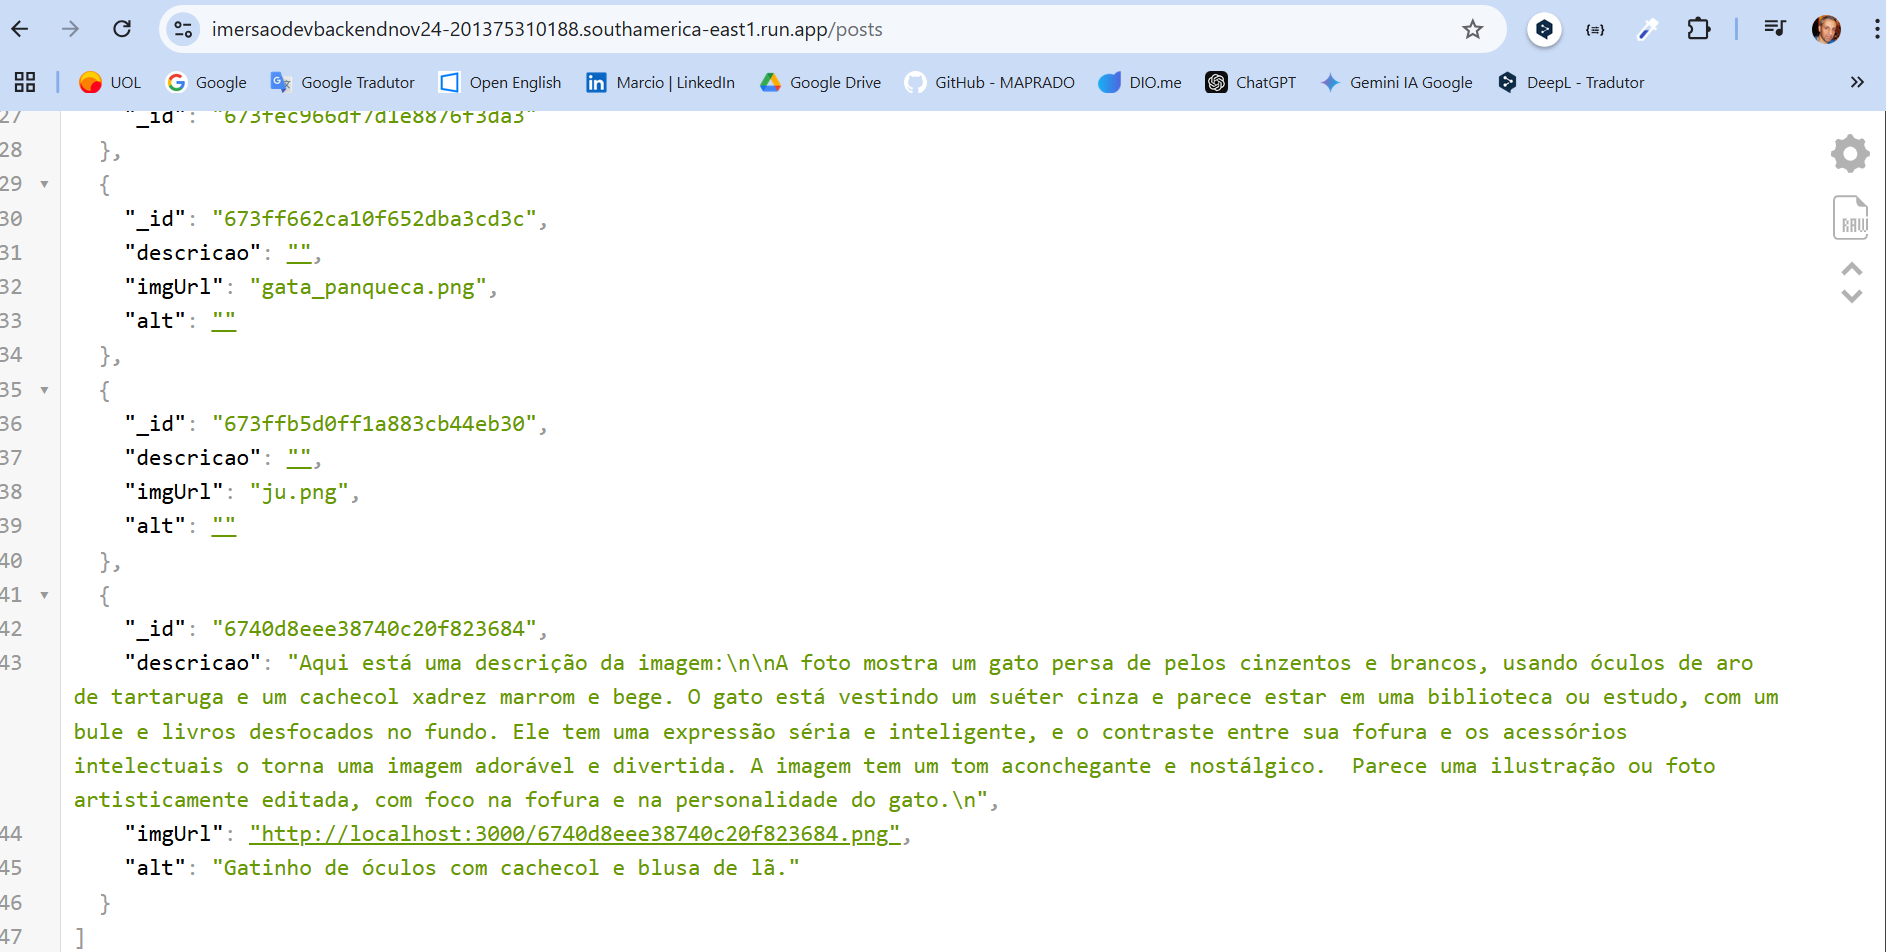 imersaodevbackendnov24-201375310188.southamerica-east1.run.app/posts
UOL Google Google Tradutor Open English Marcio | LinkedIn Google Drive GitHub - MAPRADO DIO.me ChatGPT Gemini IA Google DeepL - Tradutor
27 "_id": "673fec966df7d1e8876f3da3"
28 },
29 {
30 "_id": "673ff662ca10f652dba3cd3c",
RAW
31 "descricao": "",
32 "imgUrl": "gata_panqueca.png",
33 "alt": ""
34 },
35 {
36 "_id": "673ffb5d0ff1a883cb44eb30",
37 "descricao": "",
38 "imgUrl": "ju.png",
39 "alt": ""
40 },
41 {
42 "_id": "6740d8eee38740c20f823684",
43 "descricao": "Aqui está uma descrição da imagem:\n\nA foto mostra um gato persa de pelos cinzentos e brancos, usando óculos de aro
de tartaruga e um cachecol xadrez marrom e bege. O gato está vestindo um suéter cinza e parece estar em uma biblioteca ou estudo, com um
bule e livros desfocados no fundo. Ele tem uma expressão séria e inteligente, e o contraste entre sua fofura e os acessórios
intelectuais o torna uma imagem adorável e divertida. A imagem tem um tom aconchegante e nostálgico.  Parece uma ilustração ou foto
artisticamente editada, com foco na fofura e na personalidade do gato.\n",
44 "imgUrl": "http://localhost:3000/6740d8eee38740c20f823684.png",
45 "alt": "Gatinho de óculos com cachecol e blusa de lã."
46 }
47 ]